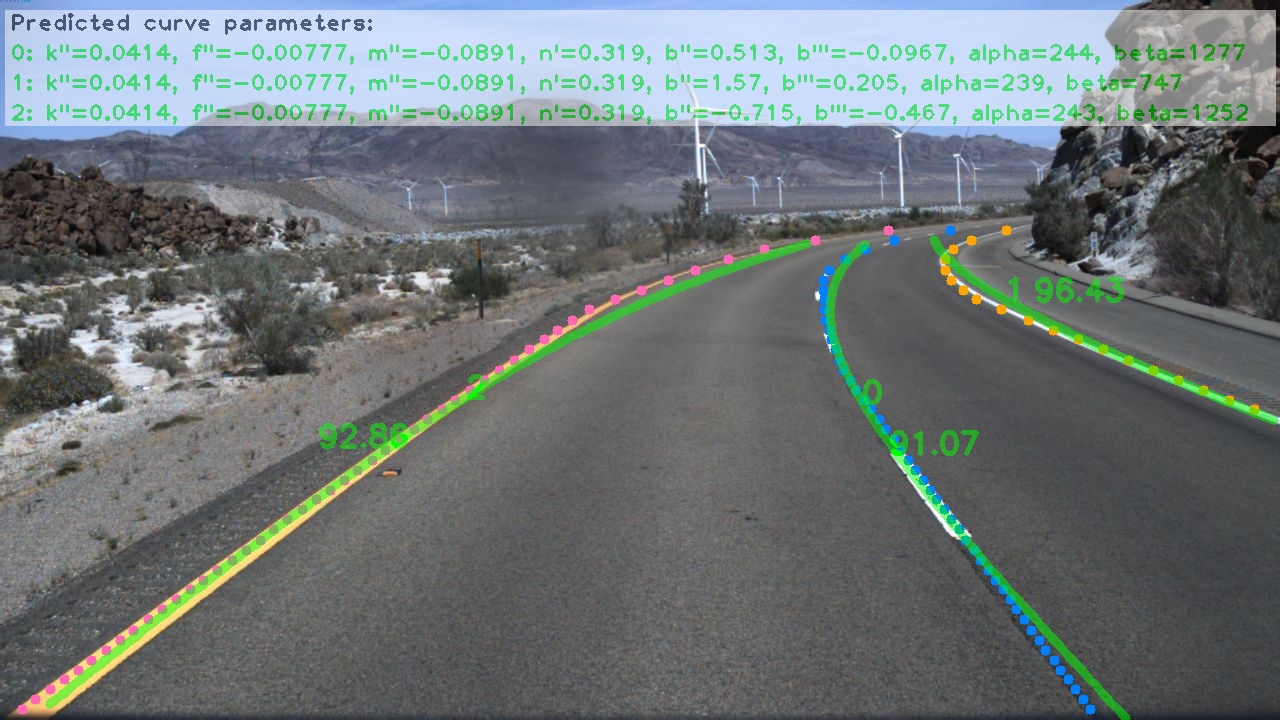 Predicted curve parameters:
0: k''=0.0414, f''=-0.00777, m''=-0.0891, n'=0.319, b''=0.513, b'''=-0.0967, alpha=244, beta=1277
1: k''=0.0414, f''=-0.00777, m''=-0.0891, n'=0.319, b''=1.57, b'''=0.205, alpha=239, beta=747
2: k''=0.0414, f''=-0.00777, m''=-0.0891, n'=0.319, b''=-0.715, b'''=-0.467, alpha=243, beta=1252
1 96.43
2
0
92.86
91.07